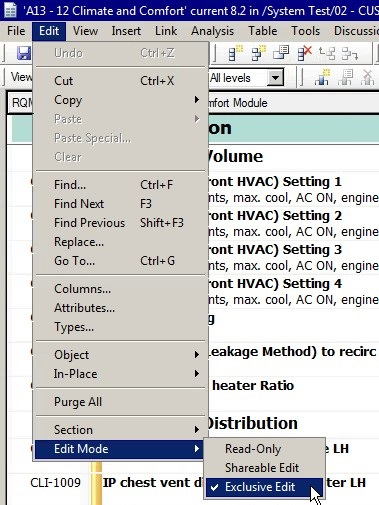 'A13 - 12 Climate and Comfort' current 8.2 in /System Test/02 - CUS
File Edit View Insert Link Analysis Table Tools Discussi
View All levels
RQM mfort Module
on
Volume
ront HVAC) Setting 1
nts, max. cool, AC ON, engine
ront HVAC) Setting 2
nts, max. cool, AC ON, engine
ront HVAC) Setting 3
nts, max. cool, AC ON, engine
ront HVAC) Setting 4
nts, max. cool, AC ON, engine
g
Leakage Method) to recirc
heater Ratio
Distribution
e LH
CLI-1009 IP chest vent di ter LH
Undo Ctrl+Z
Cut Ctrl+X
Copy
Paste
Paste Special...
Clear
Find... Ctrl+F
Find Next F3
Find Previous Shift+F3
Replace...
Go To... Ctrl+G
Columns...
Attributes...
Types...
Object
In-Place
Purge All
Section
Edit Mode
Read-Only
Shareable Edit
Exclusive Edit